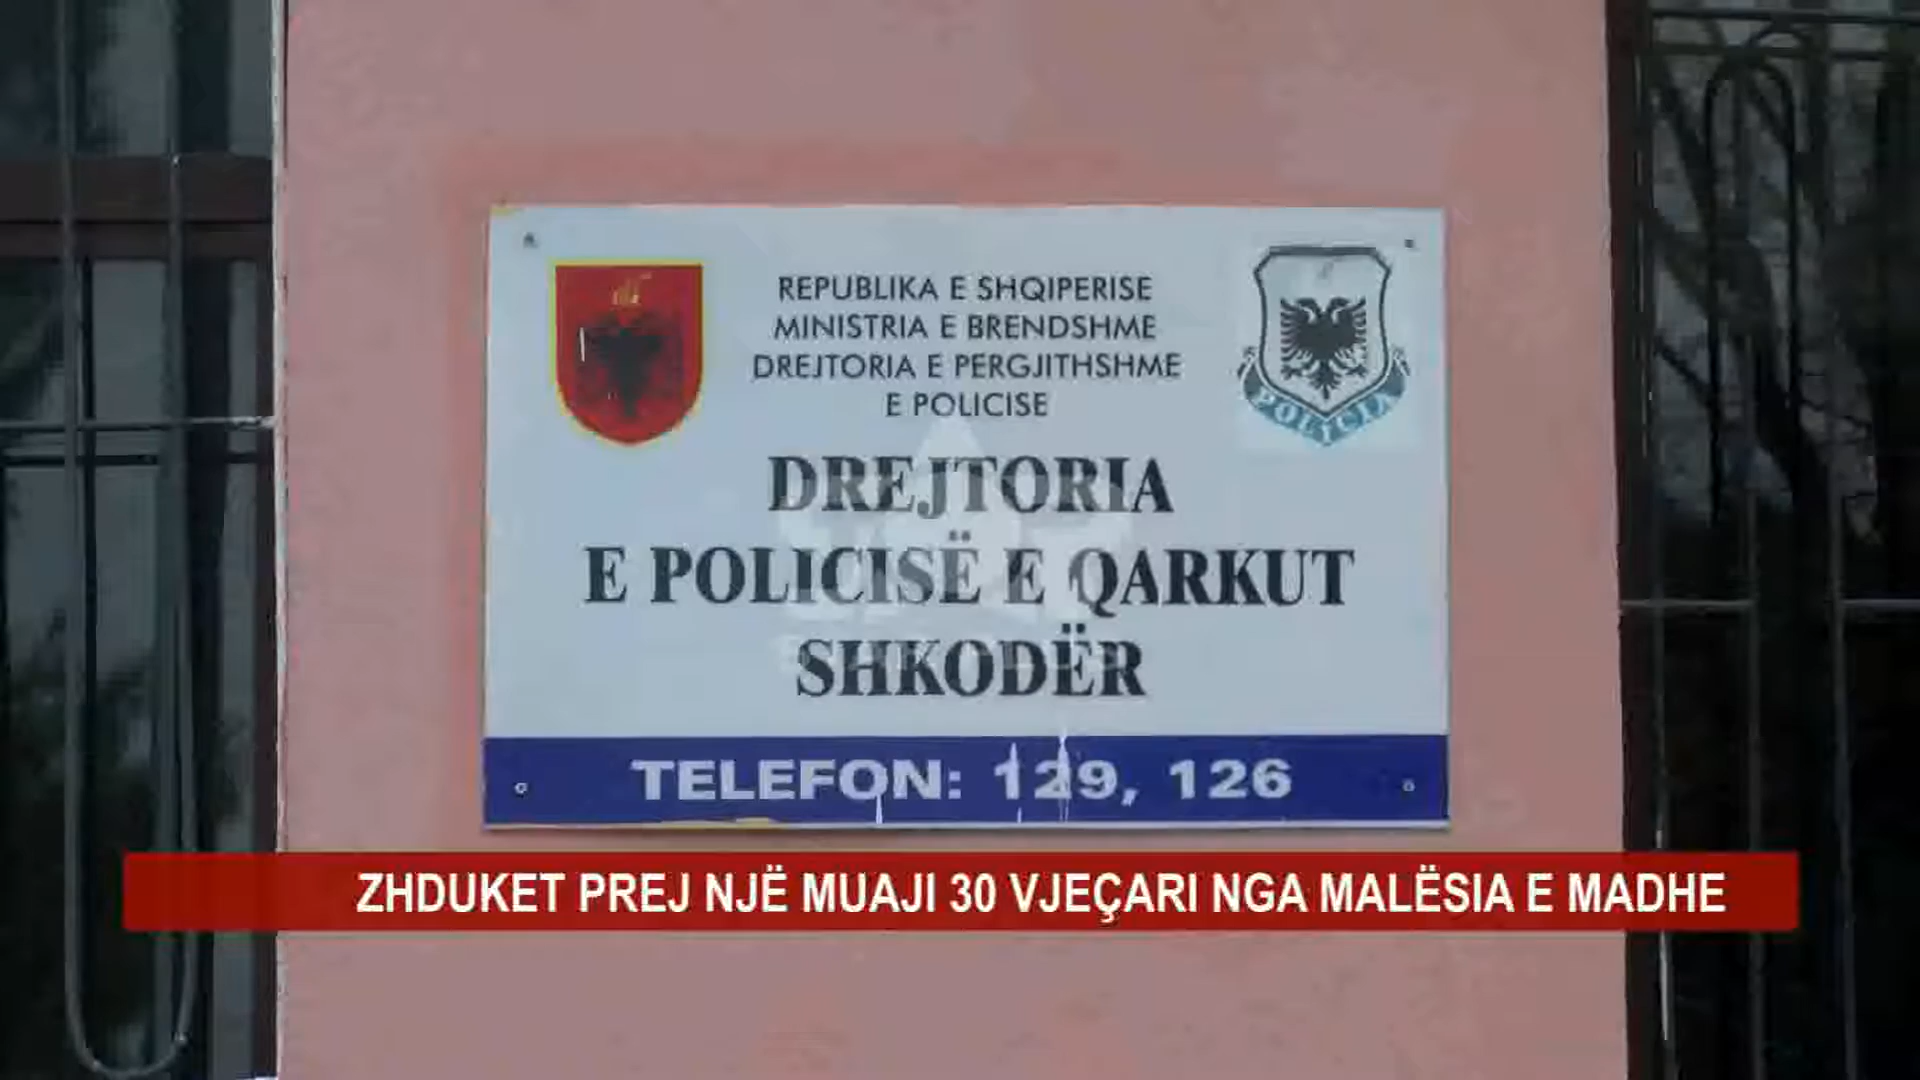 REPUBLIKA E SHQIPERISE
MINISTRIA E BRENDSHME
DREJTORIA E PERGJITHSHME
E POLICISE
POLICIA
DREJTORIA
E POLICISË E QARKUT
SHKODËR
TELEFON: 129, 126
ZHDUKET PREJ NJË MUAJI 30 VJEÇARI NGA MALËSIA E MADHE